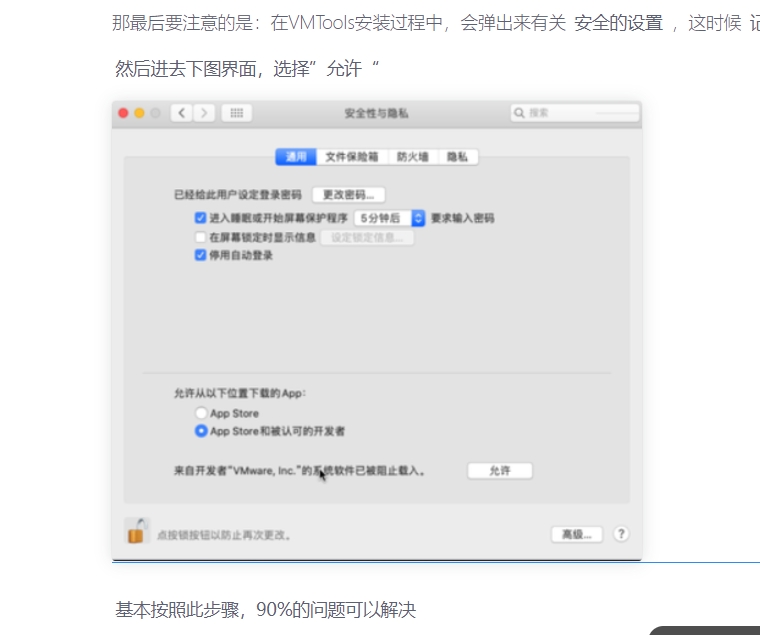 那最后要注意的是：在VMTools安装过程中，会弹出来有关 安全的设置 ，这时候 记
然后进去下图界面，选择”允许“
安全性与隐私
搜索
通用 文件保险箱 防火墙 隐私
已经给此用户设定登录密码 更改密码...
进入睡眠或开始屏幕保护程序 5分钟后 要求输入密码
在屏幕锁定时显示信息 设定锁定信息...
停用自动登录
允许从以下位置下载的App：
App Store
App Store和被认可的开发者
来自开发者“VMware, Inc.”的系统软件已被阻止载入。 允许
点按锁按钮以防止再次更改。 高级... ?
基本按照此步骤，90%的问题可以解决